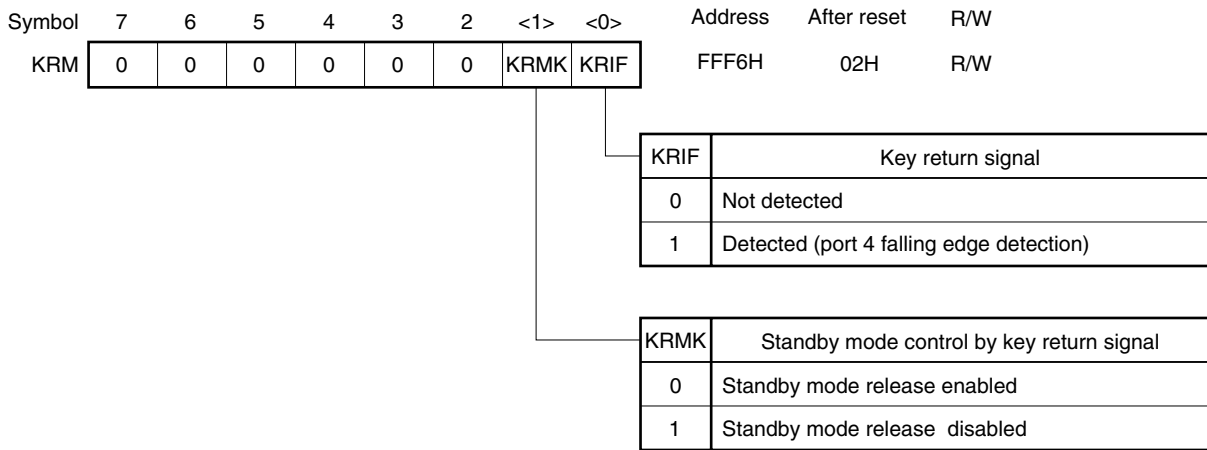 Symbol 7 6 5 4 3 2 <1> <0> Address After reset R/W
KRM 0 0 0 0 0 0 KRMK KRIF FFF6H 02H R/W
KRIF Key return signal
0 Not detected
1 Detected (port 4 falling edge detection)
KRMK Standby mode control by key return signal
0 Standby mode release enabled
1 Standby mode release disabled